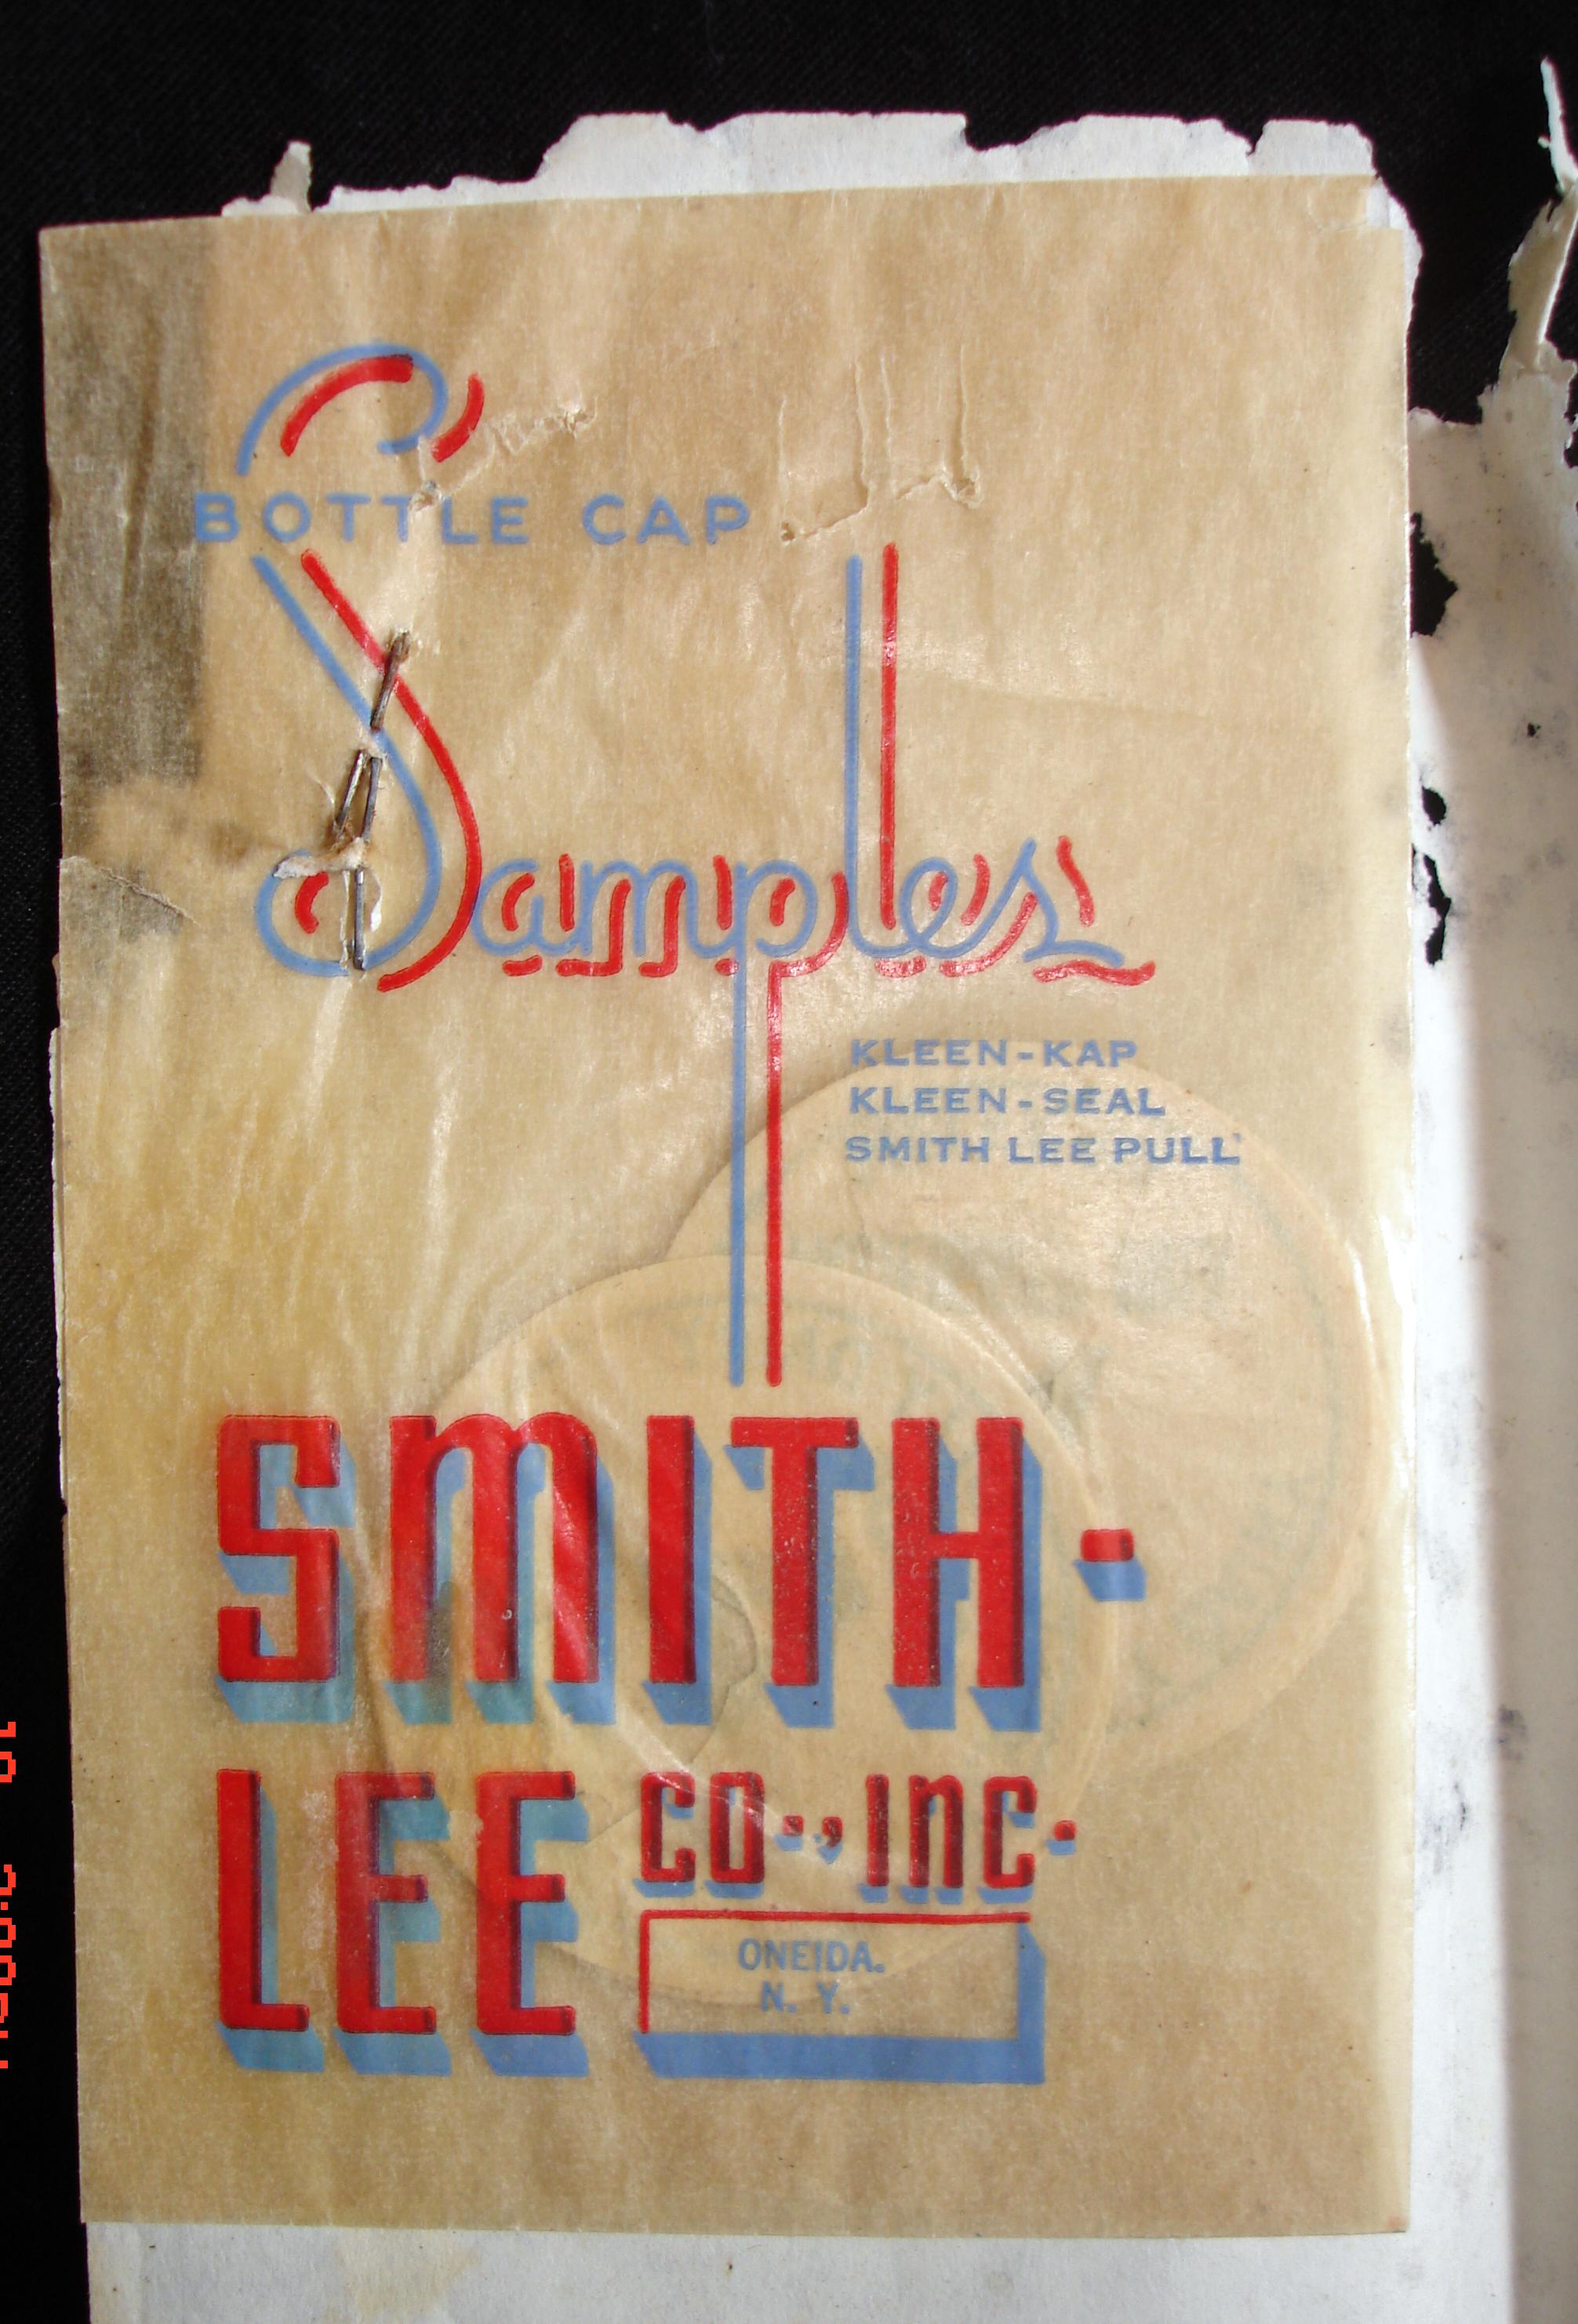 BOTTLE CAP
Samples
KLEEN-KAP
KLEEN-SEAL
SMITH LEE PULL
SMITH-
LEE CO., INC.
ONEIDA.
N. Y.